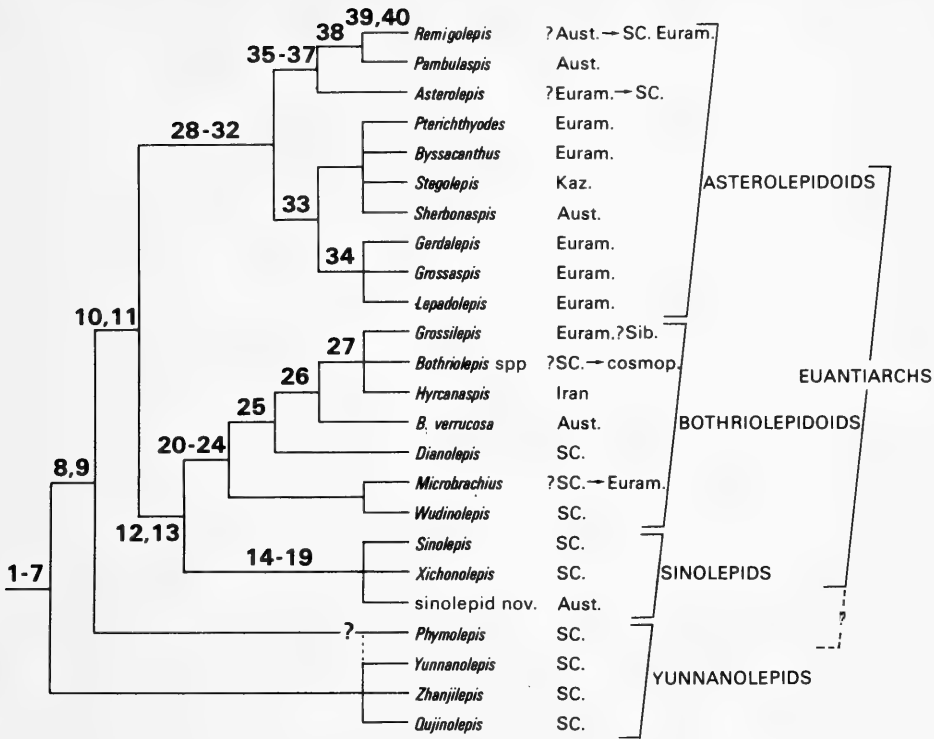 39,40
38
Remigolepis ?Aust.→SC. Euram.
35-37
Pambulaspis Aust.
Asterolepis ?Euram.→SC.
28-32
Pterichthyodes Euram.
Byssacanthus Euram.
Stegolepis Kaz.
ASTEROLEPIDOIDS
33
Sherbonaspis Aust.
34
Gerdalepis Euram.
Grossaspis Euram.
Lepadolepis Euram.
10,11
Grossilepis Euram.?Sib.
27
Bothriolepis spp ?SC.→cosmop.
EUANTIARCHS
26
Hyrcanaspis Iran
25
B. verrucosa Aust.
BOTHRIOLEPIDOIDS
20-24
Dianolepis SC.
8,9
Microbrachius ?SC.→Euram.
Wudinolepis SC.
12,13
Sinolepis SC.
14-19
Xichonolepis SC.
SINOLEPIDS
1-7
sinolepid nov. Aust.
?
? Phymolepis SC.
Yunnanolepis SC.
YUNNANOLEPIDS
Zhanjilepis SC.
Qujinolepis SC.